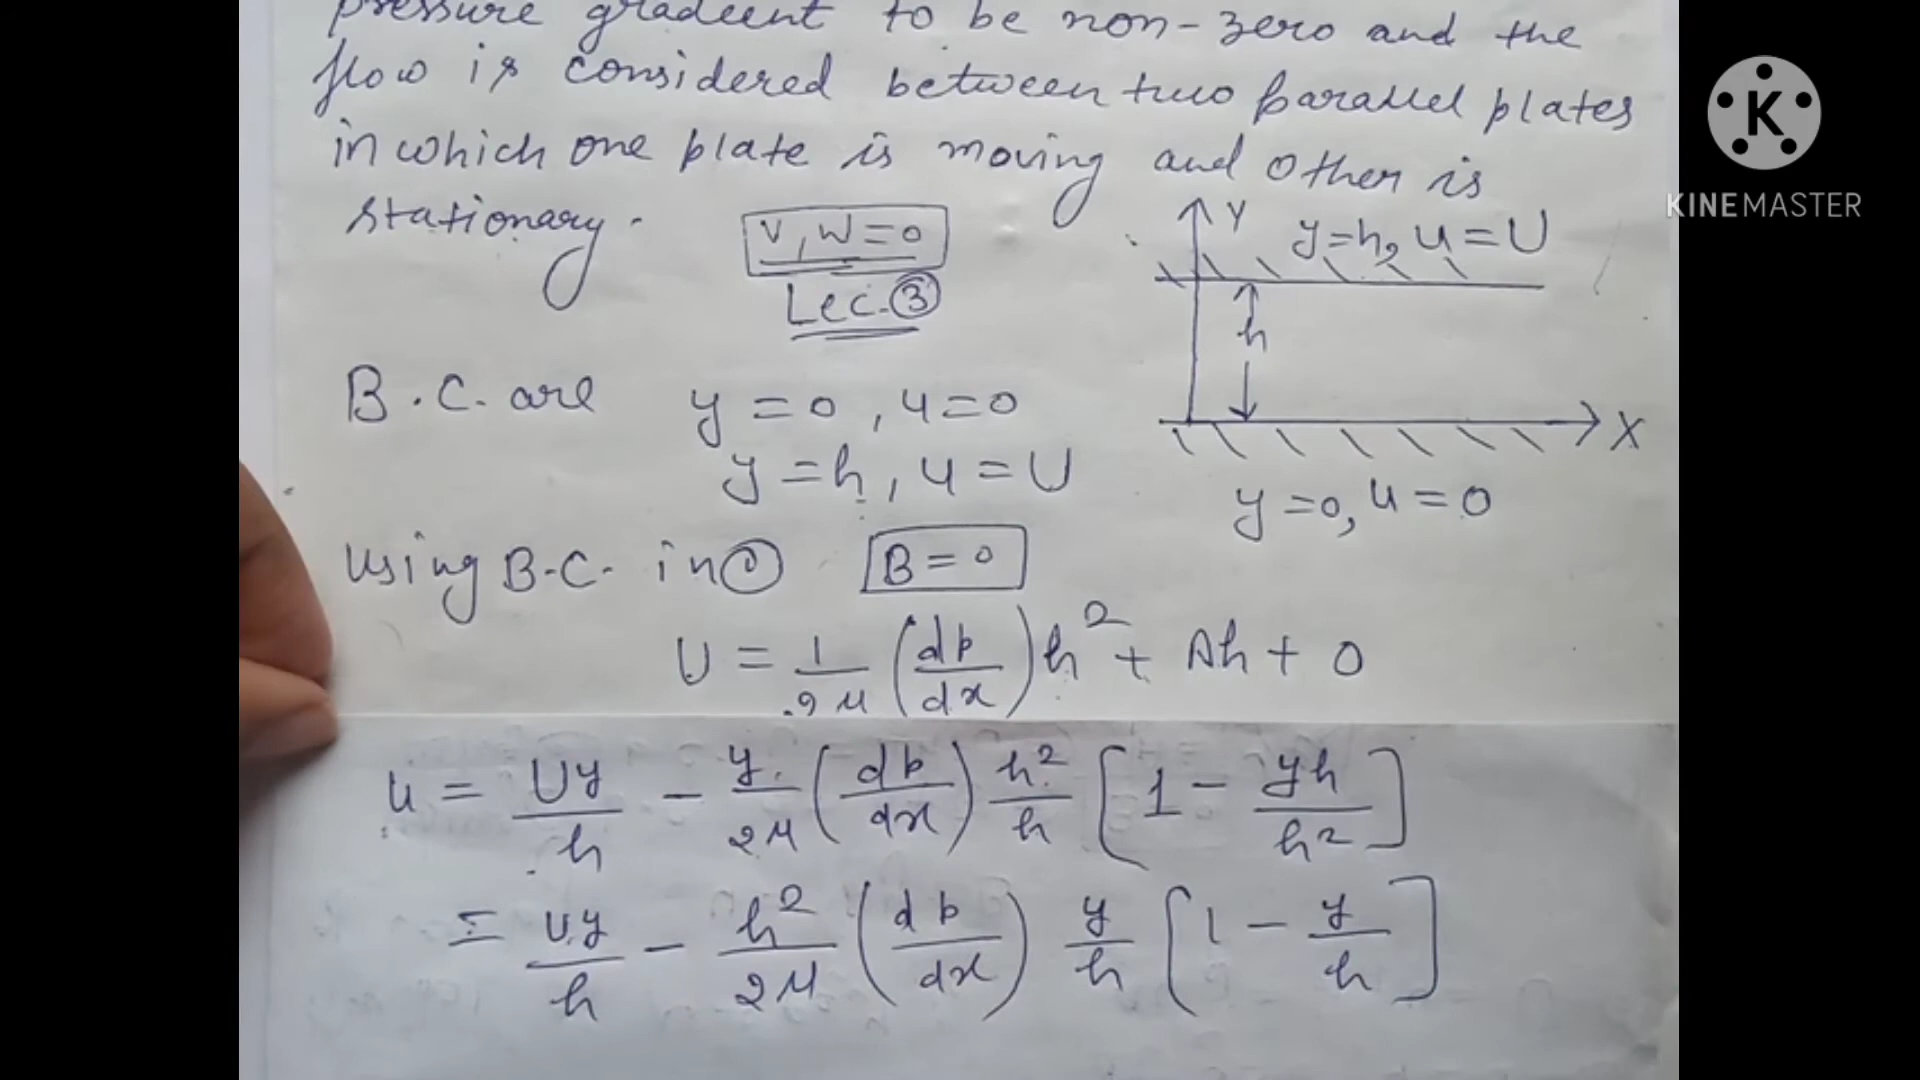 pressure gradient to be non-zero and the
flow is considered between two parallel plates
in which one plate is moving and other is
stationary.
V, W=0
Lec. ③
Y
y=h, u=U
h
X
y=0, u=0
B.C. are y=0, u=0
y=h, u=U
Using B.C. in ② B=0
U = 1/2μ (dp/dx) h² + Ah + 0
u = Uy/h - y/2μ (dp/dx) h²/h [1 - yh/h²]
= Uy/h - h²/2μ (dp/dx) y/h [1 - y/h]
K
KINEMASTER